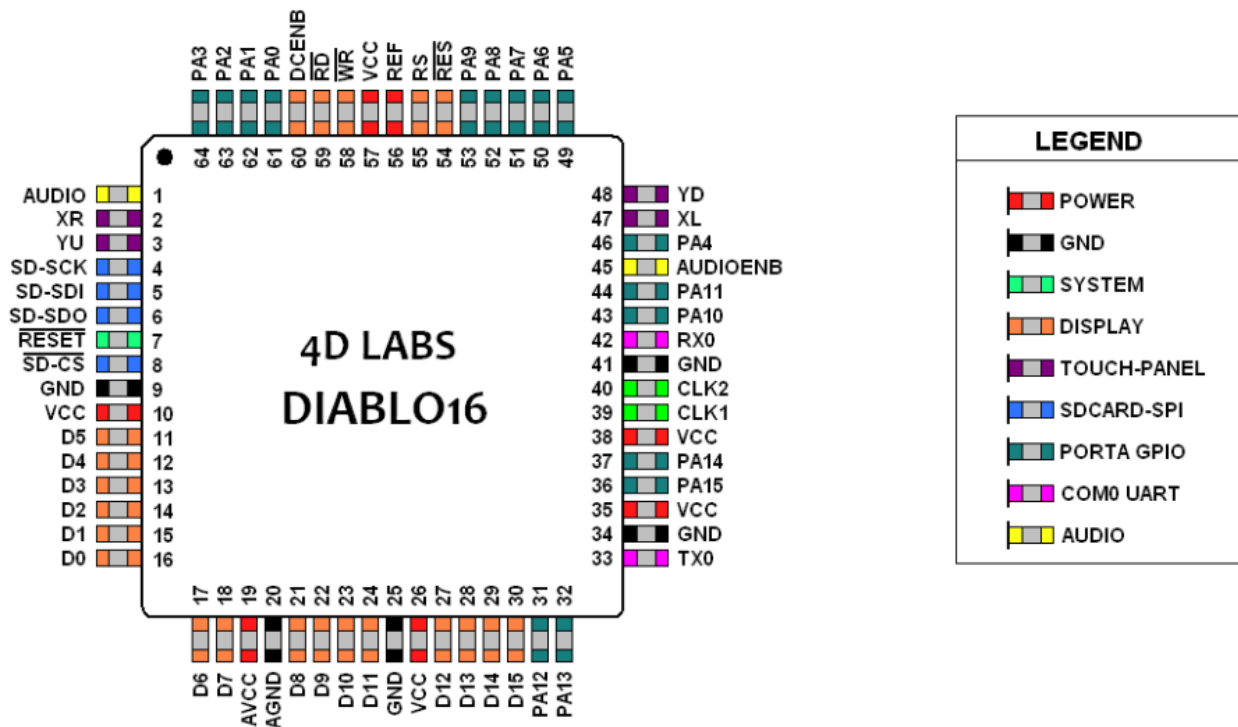 PA3
PA2
PA1
PA0
DCENB
RD
WR
VCC
REF
RS
RES
PA9
PA8
PA7
PA6
PA5
64 63 62 61 60 59 58 57 56 55 54 53 52 51 50 49
AUDIO 1
XR 2
YU 3
SD-SCK 4
SD-SDI 5
SD-SDO 6
RESET 7
SD-CS 8
GND 9
VCC 10
D5 11
D4 12
D3 13
D2 14
D1 15
D0 16
4D LABS
DIABLO16
48 YD
47 XL
46 PA4
45 AUDIOENB
44 PA11
43 PA10
42 RX0
41 GND
40 CLK2
39 CLK1
38 VCC
37 PA14
36 PA15
35 VCC
34 GND
33 TX0
17 18 19 20 21 22 23 24 25 26 27 28 29 30 31 32
D6
D7
AVCC
AGND
D8
D9
D10
D11
GND
VCC
D12
D13
D14
D15
PA12
PA13
LEGEND
POWER
GND
SYSTEM
DISPLAY
TOUCH-PANEL
SDCARD-SPI
PORTA GPIO
COM0 UART
AUDIO